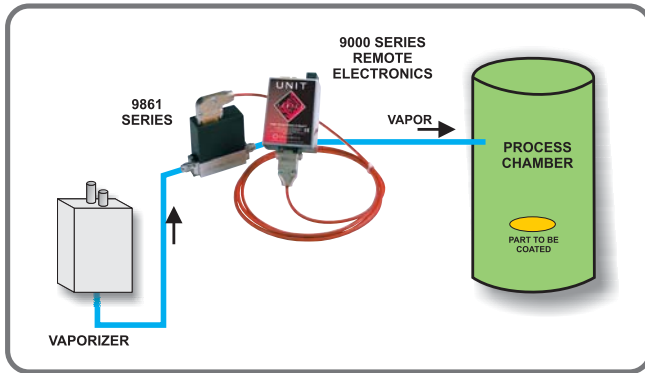 9000 SERIES
REMOTE
ELECTRONICS
9861
SERIES
UNIT
VAPOR
PROCESS
CHAMBER
PART TO BE
COATED
VAPORIZER